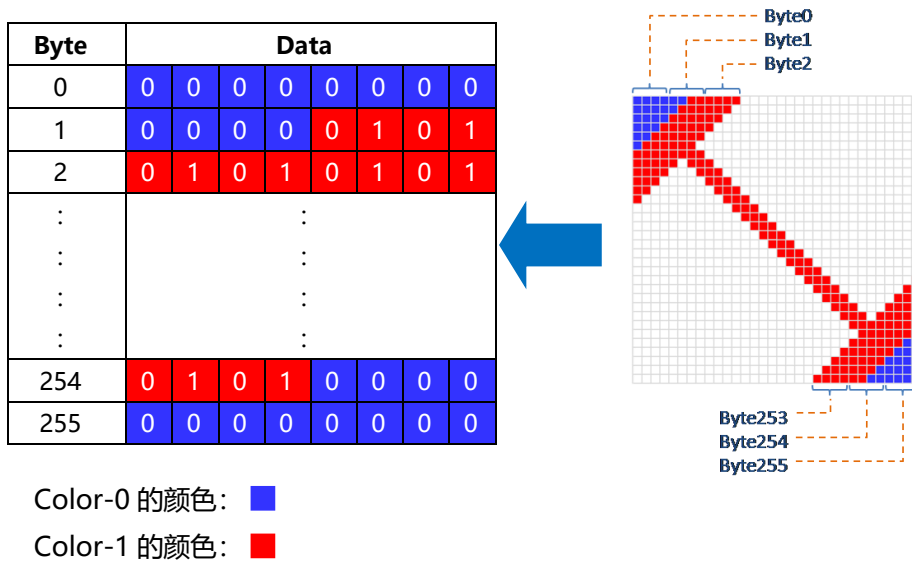 Byte Data
0 0 0 0 0 0 0 0 0
1 0 0 0 0 0 1 0 1
2 0 1 0 1 0 1 0 1
: :
: :
: :
: :
254 0 1 0 1 0 0 0 0
255 0 0 0 0 0 0 0 0
Byte0
Byte1
Byte2
Byte253
Byte254
Byte255
Color-0 的颜色：
Color-1 的颜色：